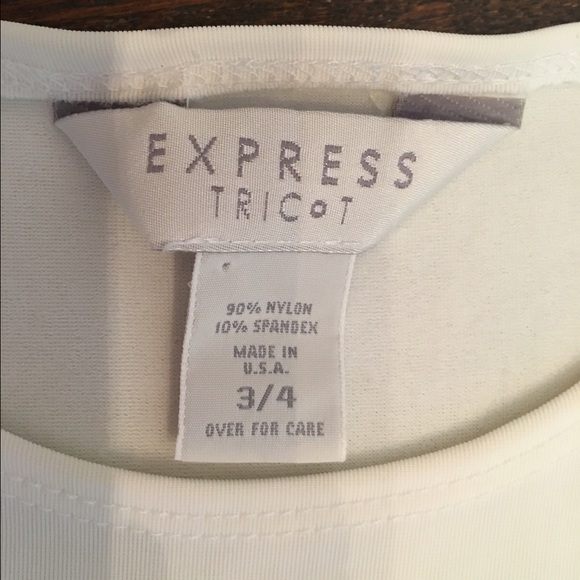 EXPRESS
TRICOT
90% NYLON
10% SPANDEX
MADE IN
U.S.A.
3/4
OVER FOR CARE